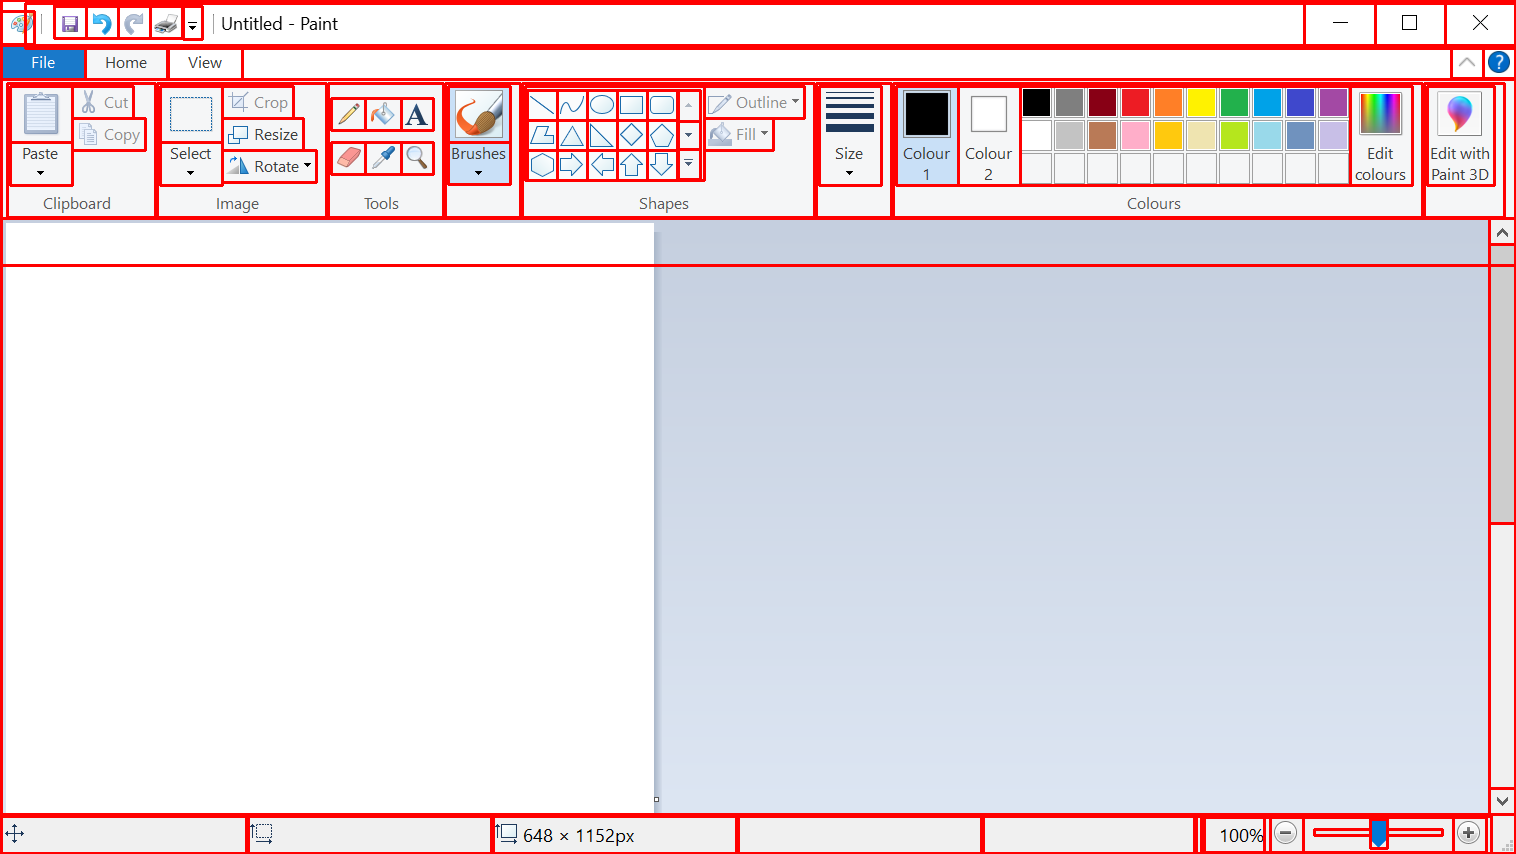 Untitled - Paint
File Home View
Cut Crop A Outline
Copy Resize Fill
Paste Select Rotate Brushes Size Colour 1 Colour 2 Edit colours Edit with Paint 3D
Clipboard Image Tools Shapes Colours
648 × 1152px 100%